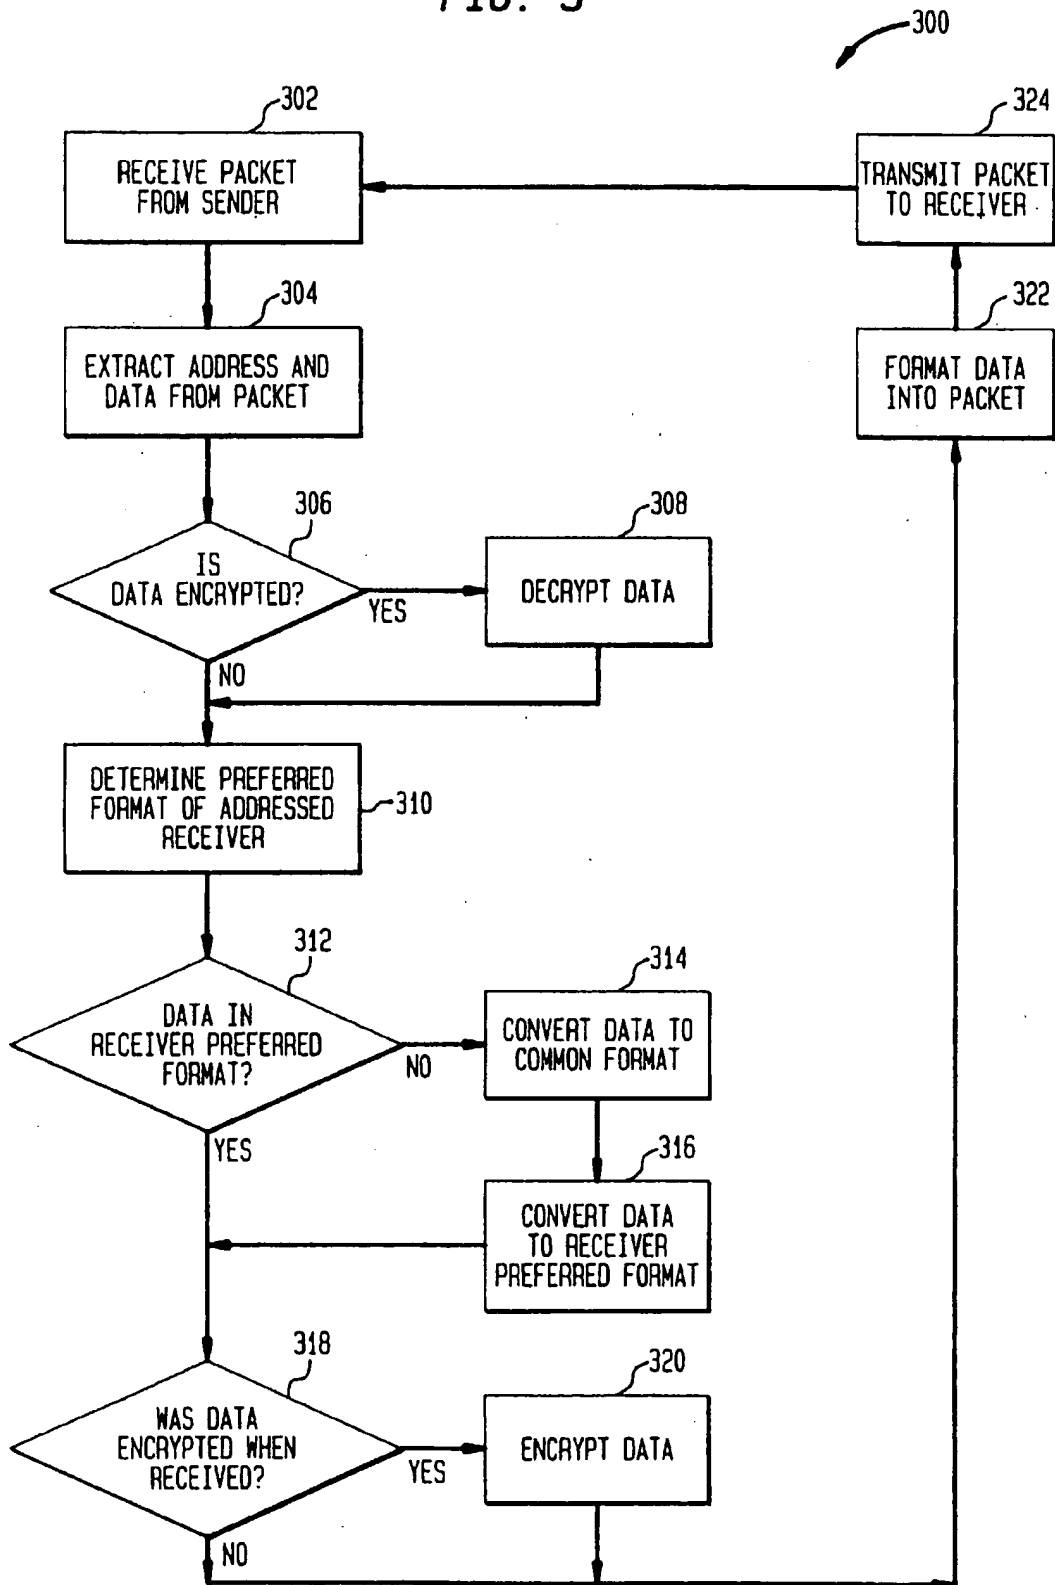 FIG. 3
300
302
RECEIVE PACKET
FROM SENDER
324
TRANSMIT PACKET
TO RECEIVER
304
EXTRACT ADDRESS AND
DATA FROM PACKET
322
FORMAT DATA
INTO PACKET
306
IS
DATA ENCRYPTED?
YES
NO
308
DECRYPT DATA
DETERMINE PREFERRED
FORMAT OF ADDRESSED
RECEIVER
310
312
DATA IN
RECEIVER PREFERRED
FORMAT?
NO
YES
314
CONVERT DATA TO
COMMON FORMAT
316
CONVERT DATA
TO RECEIVER
PREFERRED FORMAT
318
WAS DATA
ENCRYPTED WHEN
RECEIVED?
YES
NO
320
ENCRYPT DATA